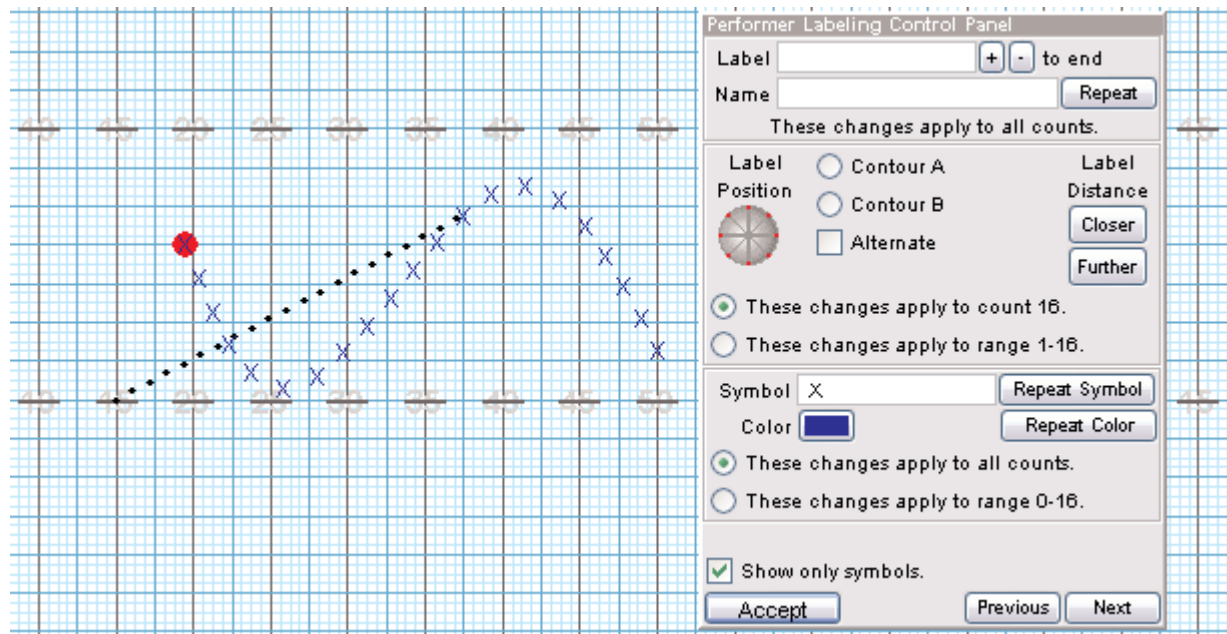 Performer Labeling Control Panel
Label + - to end
Name Repeat
These changes apply to all counts.
Label Position
Contour A
Contour B
Alternate
Label Distance
Closer
Further
These changes apply to count 16.
These changes apply to range 1-16.
Symbol X Repeat Symbol
Color Repeat Color
These changes apply to all counts.
These changes apply to range 0-16.
Show only symbols.
Accept Previous Next
10 15 20 25 30 35 40 45 50 45
10 15 20 25 30 35 40 45 50 45